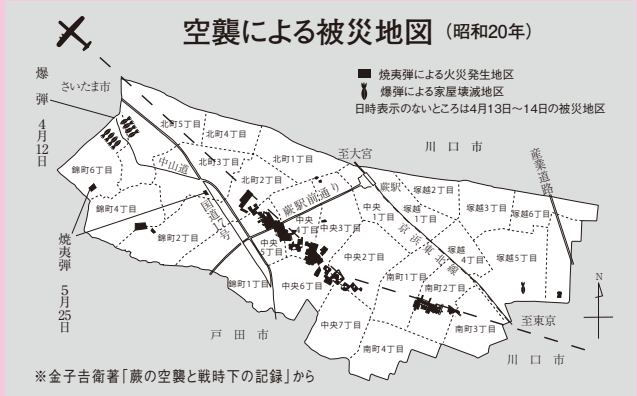 空襲による被災地図（昭和20年）
焼夷弾による火災発生地区
爆弾による家屋壊滅地区
日時表示のないところは4月13日〜14日の被災地区
爆弾 4月12日
さいたま市
北町5丁目
北町4丁目
北町3丁目
北町1丁目
北町2丁目
錦町6丁目
中山道
錦町4丁目
国道17号
錦町2丁目
錦町1丁目
焼夷弾 5月25日
至大宮
川口市
産業道路
蕨駅前通り
蕨駅
塚越2丁目
塚越3丁目
塚越6丁目
塚越1丁目
塚越4丁目
塚越5丁目
京浜東北線
中央1丁目
中央3丁目
中央4丁目
中央5丁目
中央2丁目
中央6丁目
中央7丁目
南町1丁目
南町2丁目
南町3丁目
南町4丁目
戸田市
至東京
川口市
N
※金子吉衛著「蕨の空襲と戦時下の記録」から